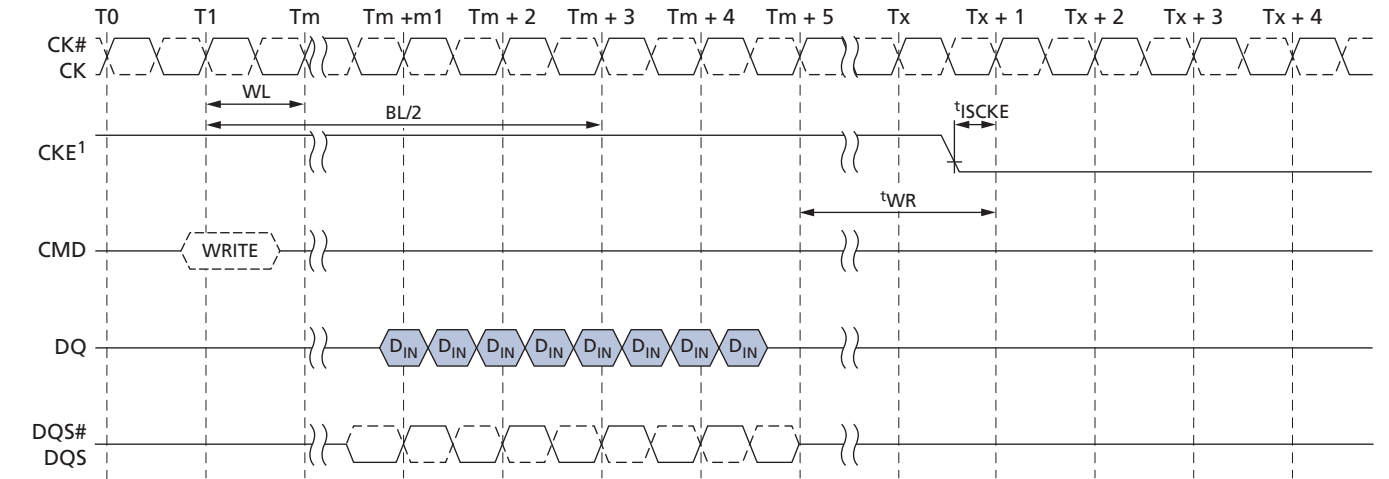 T0 T1 Tm Tm +m1 Tm + 2 Tm + 3 Tm + 4 Tm + 5 Tx Tx + 1 Tx + 2 Tx + 3 Tx + 4
CK#
CK
WL
BL/2
tISCKE
CKE1
tWR
CMD WRITE
DQ DIN DIN DIN DIN DIN DIN DIN DIN
DQS#
DQS